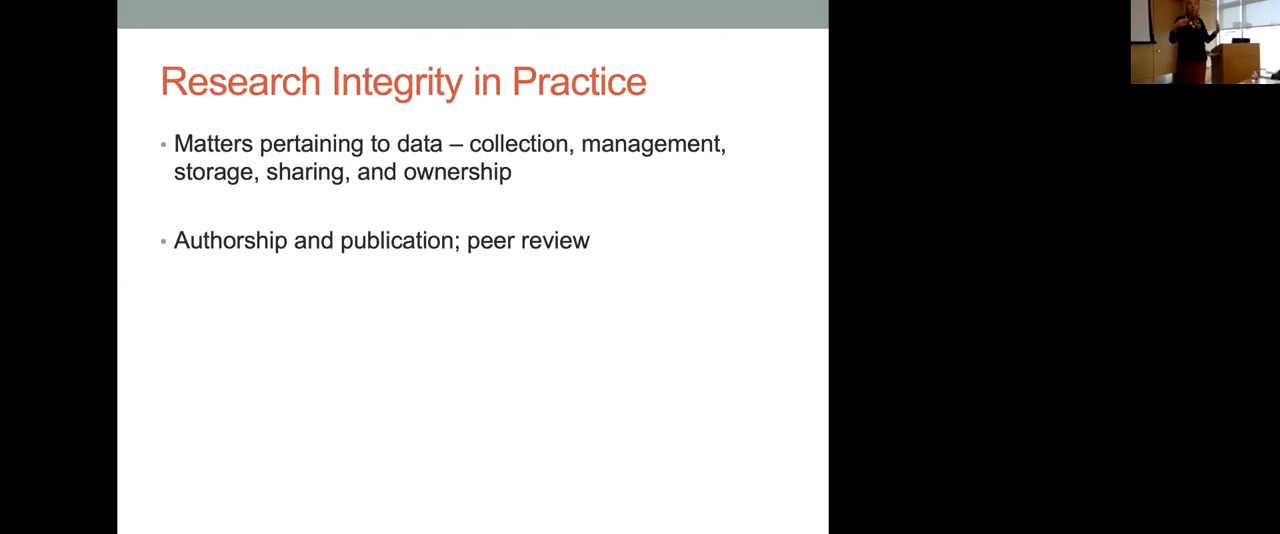 Research Integrity in Practice
• Matters pertaining to data – collection, management,
storage, sharing, and ownership
• Authorship and publication; peer review